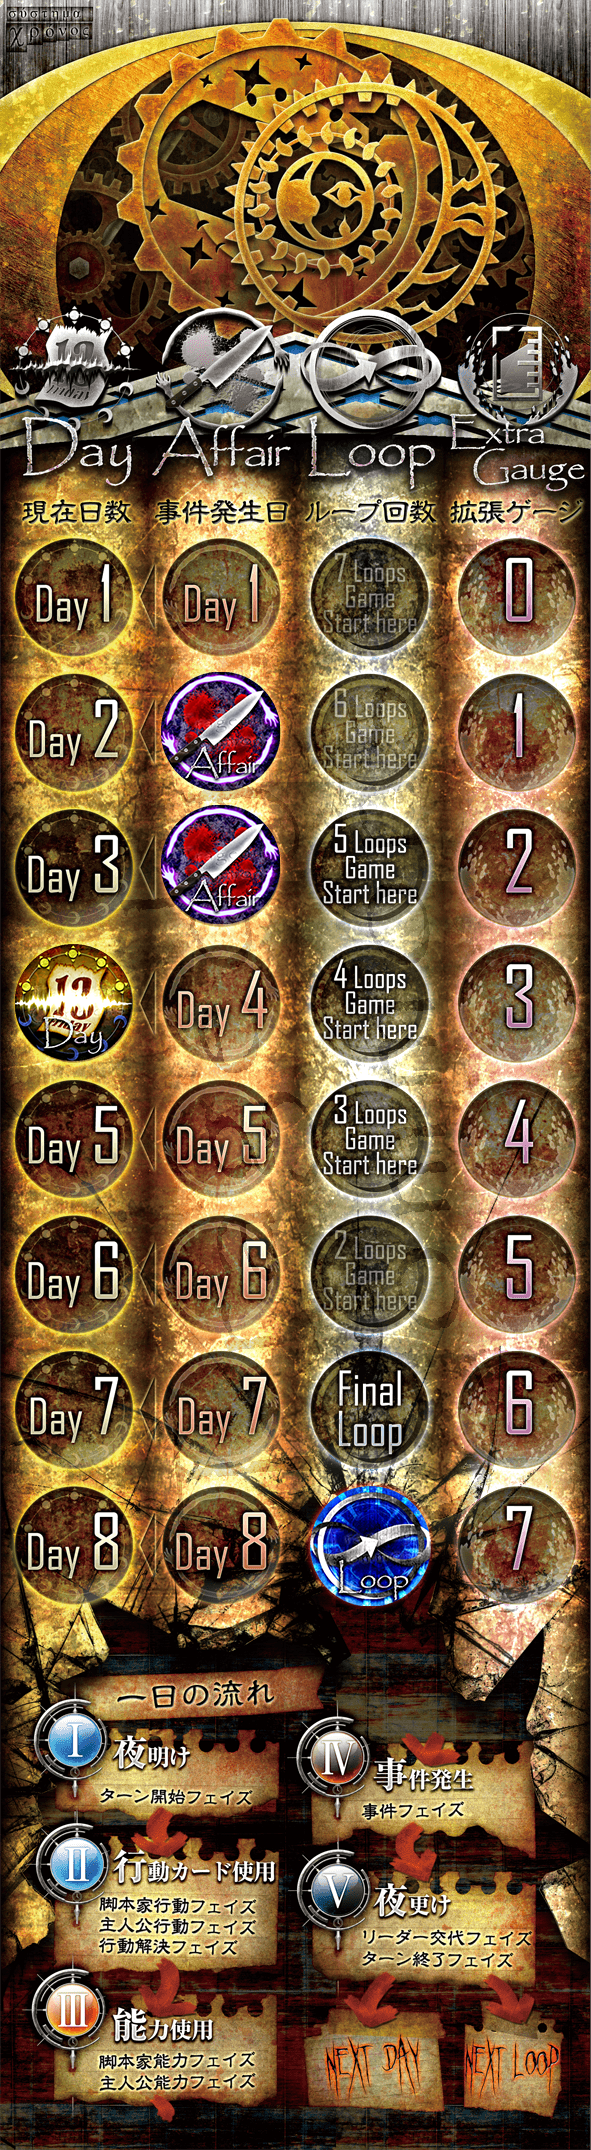 σύστημα
χρόνος
Day Affair Loop Extra Gauge
現在日数 事件発生日 ループ回数 拡張ゲージ
Day 1
Day 1
7 Loops
Game
Start here
0
Day 2
Affair
6 Loops
Game
Start here
1
Day 3
Affair
5 Loops
Game
Start here
2
Day
Day 4
4 Loops
Game
Start here
3
Day 5
Day 5
3 Loops
Game
Start here
4
Day 6
Day 6
2 Loops
Game
Start here
5
Day 7
Day 7
Final
Loop
6
Day 8
Day 8
Loop
7
一日の流れ
I
夜明け
ターン開始フェイズ
II
行動カード使用
脚本家行動フェイズ
主人公行動フェイズ
行動解決フェイズ
III
能力使用
脚本家能力フェイズ
主人公能力フェイズ
IV
事件発生
事件フェイズ
V
夜更け
リーダー交代フェイズ
ターン終了フェイズ
NEXT DAY
NEXT LOOP